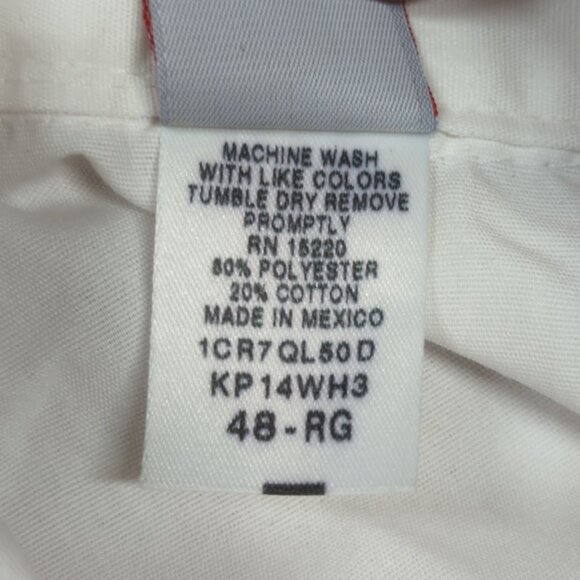 MACHINE WASH
WITH LIKE COLORS
TUMBLE DRY REMOVE
PROMPTLY
RN 15220
80% POLYESTER
20% COTTON
MADE IN MEXICO
1CR7QL50D
KP14WH3
48-RG